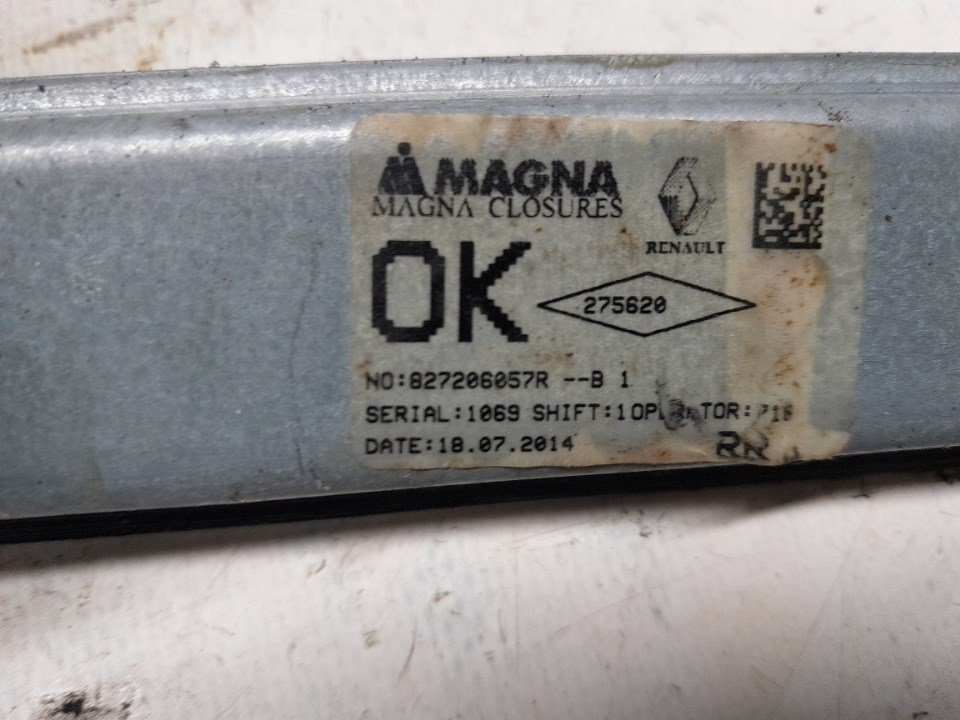 MAGNA
MAGNA CLOSURES
RENAULT
OK
275620
NO:827206057R --B 1
SERIAL:1069 SHIFT:1
DATE:18.07.2014